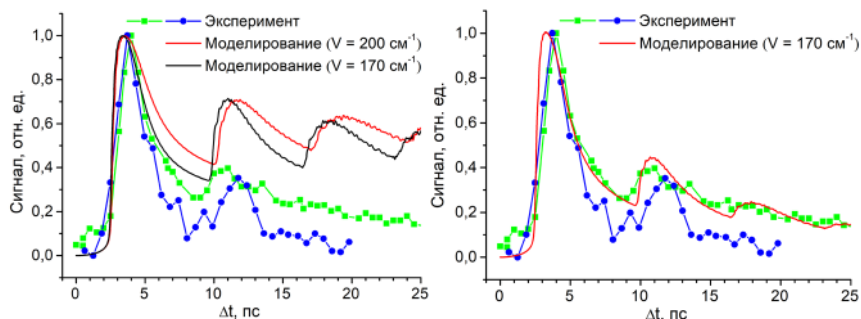 Эксперимент
Моделирование (V = 200 см⁻¹)
Моделирование (V = 170 см⁻¹)
Сигнал, отн. ед.
1,0
0,8
0,6
0,4
0,2
0,0
0 5 10 15 20 25
Δt, пс
Эксперимент
Моделирование (V = 170 см⁻¹)
Сигнал, отн. ед.
1,0
0,8
0,6
0,4
0,2
0,0
0 5 10 15 20 25
Δt, пс